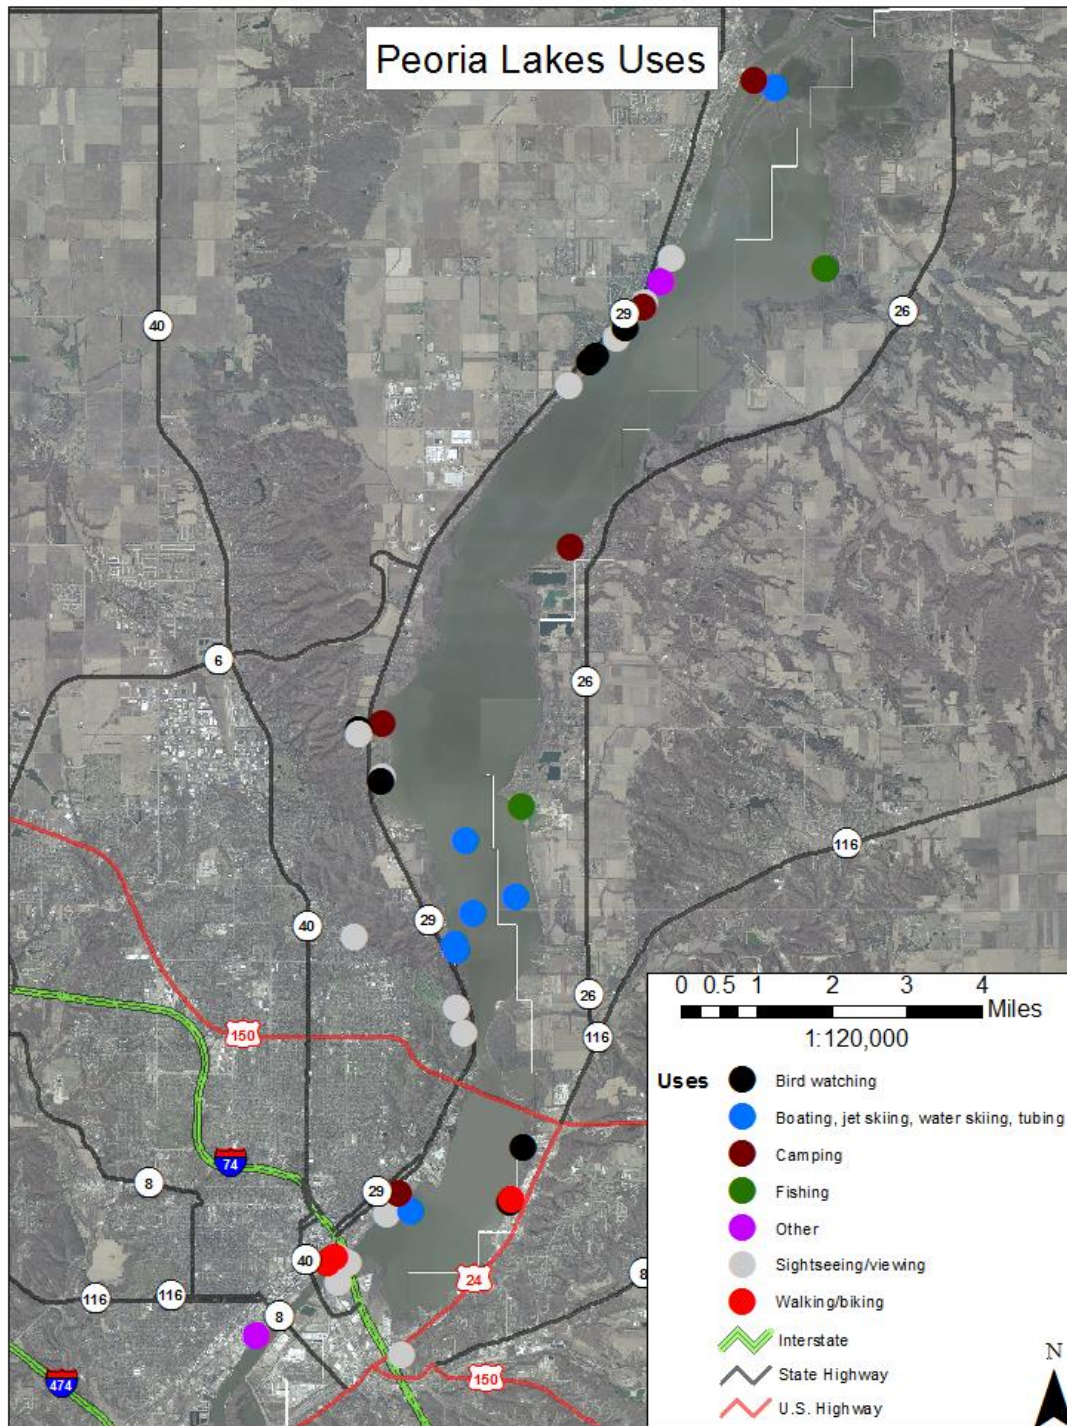 Peoria Lakes Uses
29
40
26
6
26
116
40
29
26
116
150
74
8
29
40
24
8
116
116
8
150
474
0 0.5 1 2 3 4
Miles
1:120,000
Uses
Bird watching
Boating, jet skiing, water skiing, tubing
Camping
Fishing
Other
Sightseeing/viewing
Walking/biking
Interstate
State Highway
U.S. Highway
N